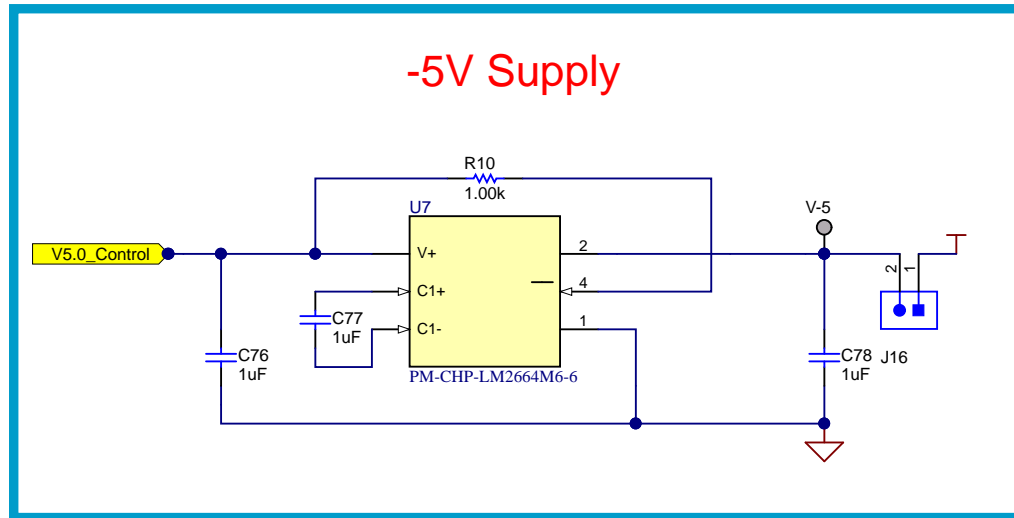 -5V Supply
R10
1.00k
U7
V-5
V5.0_Control
V+
2
C1+
4
C1-
1
C77
1uF
2
1
C76
1uF
C78
1uF
J16
PM-CHP-LM2664M6-6